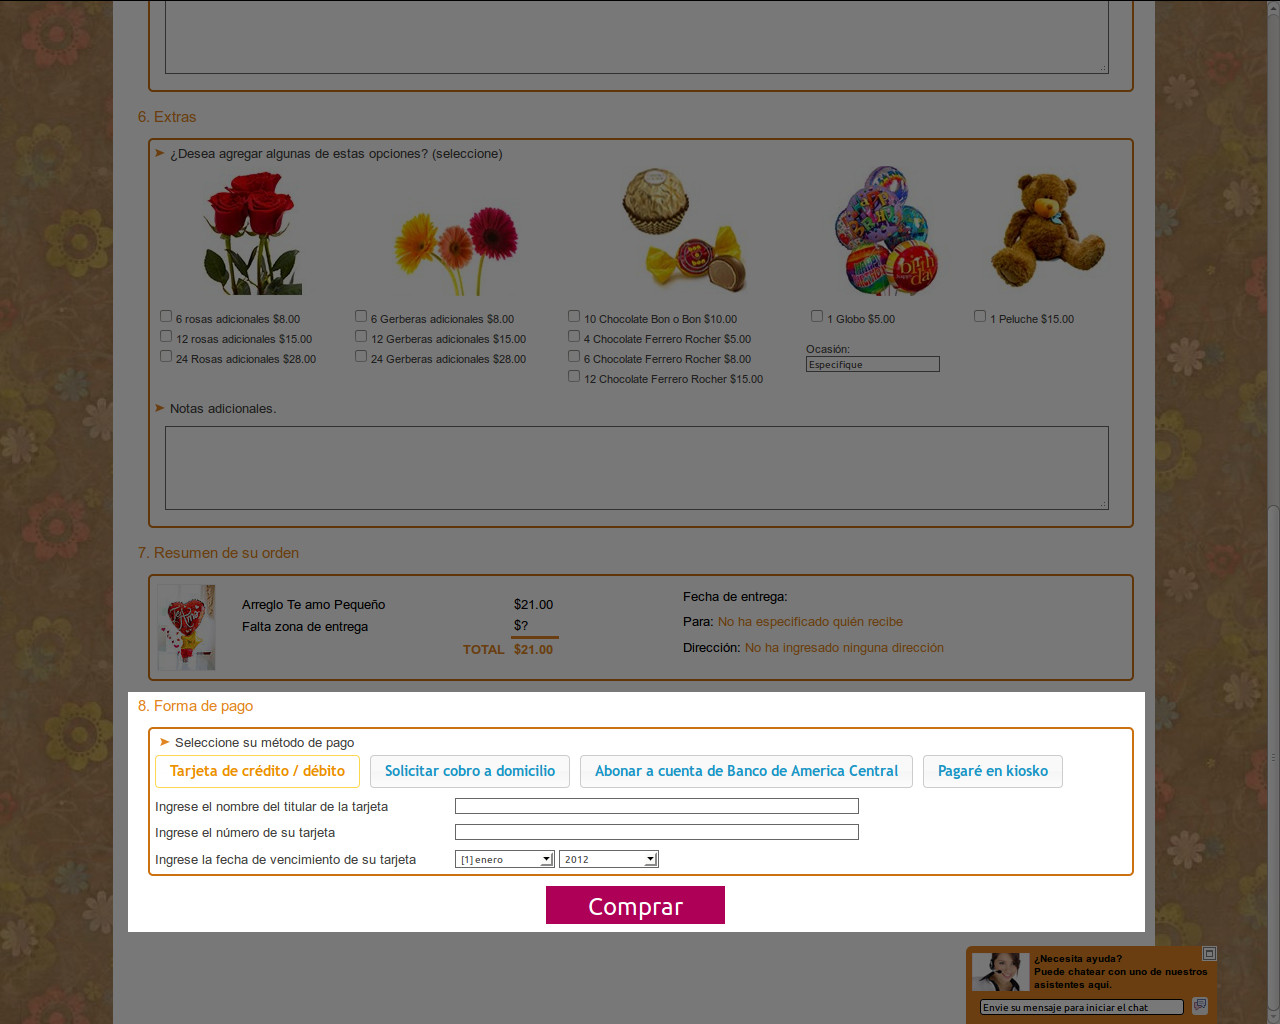 6. Extras
¿Desea agregar algunas de estas opciones? (seleccione)
6 rosas adicionales $8.00
12 rosas adicionales $15.00
24 Rosas adicionales $28.00
6 Gerberas adicionales $8.00
12 Gerberas adicionales $15.00
24 Gerberas adicionales $28.00
10 Chocolate Bon o Bon $10.00
4 Chocolate Ferrero Rocher $5.00
6 Chocolate Ferrero Rocher $8.00
12 Chocolate Ferrero Rocher $15.00
1 Globo $5.00
Ocasión:
Especifique
1 Peluche $15.00
Notas adicionales.
7. Resumen de su orden
Arreglo Te amo Pequeño $21.00
Falta zona de entrega $?
TOTAL $21.00
Fecha de entrega:
Para: No ha especificado quién recibe
Dirección: No ha ingresado ninguna dirección
8. Forma de pago
Seleccione su método de pago
Tarjeta de crédito / débito
Solicitar cobro a domicilio
Abonar a cuenta de Banco de America Central
Pagaré en kiosko
Ingrese el nombre del titular de la tarjeta
Ingrese el número de su tarjeta
Ingrese la fecha de vencimiento de su tarjeta
[1] enero
2012
Comprar
¿Necesita ayuda?
Puede chatear con uno de nuestros
asistentes aquí.
Envie su mensaje para iniciar el chat